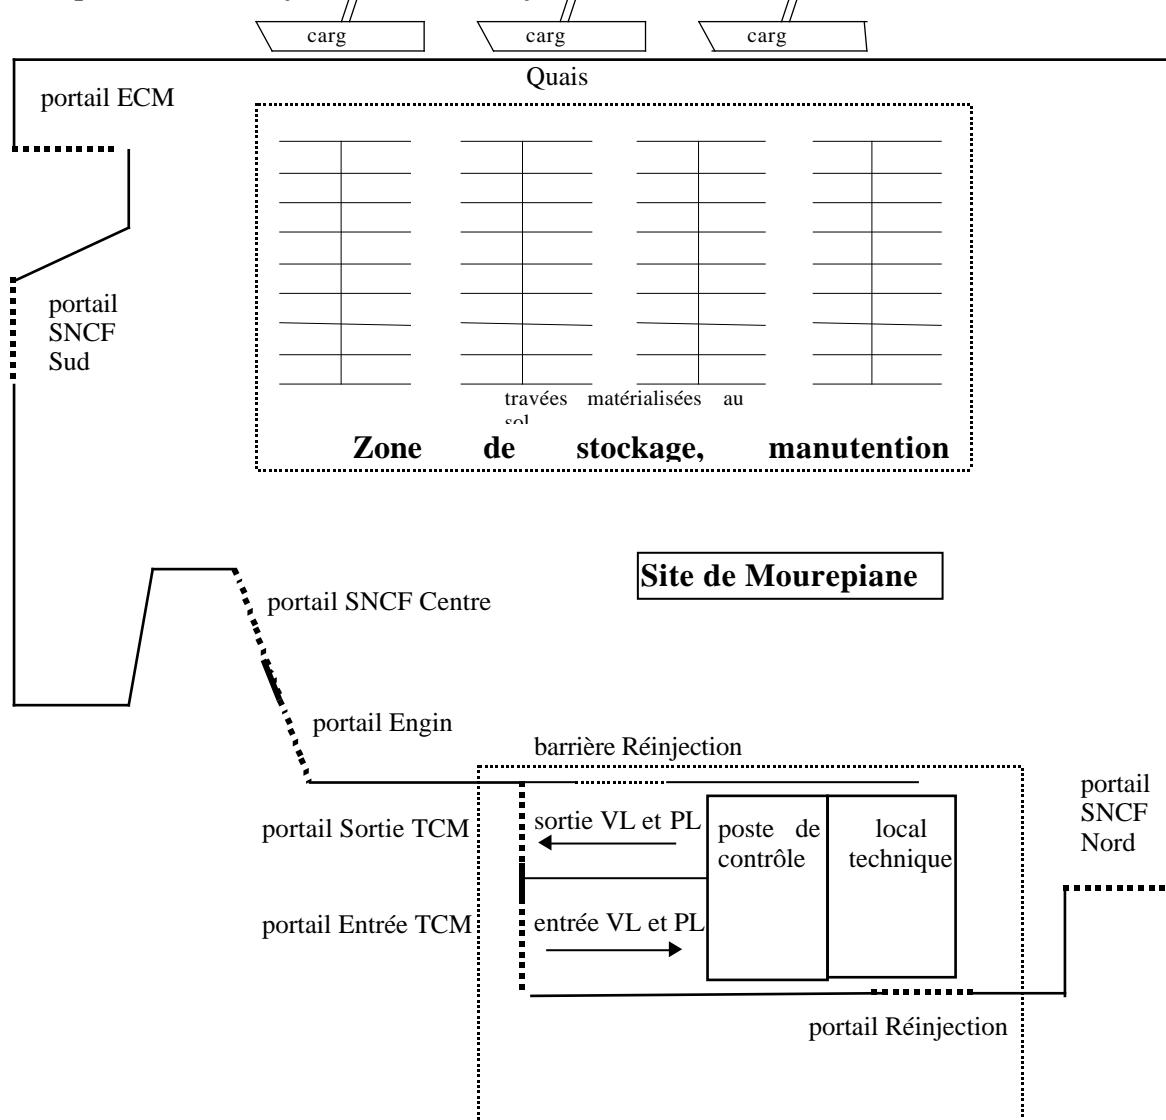 carg
carg
carg
Quais
portail ECM
portail
SNCF
Sud
travées matérialisées au
sol
Zone de stockage, manutention
Site de Mourepiane
portail SNCF Centre
portail Engin
barrière Réinjection
portail
SNCF
Nord
portail Sortie TCM
sortie VL et PL
poste de
contrôle
local
technique
portail Entrée TCM
entrée VL et PL
portail Réinjection